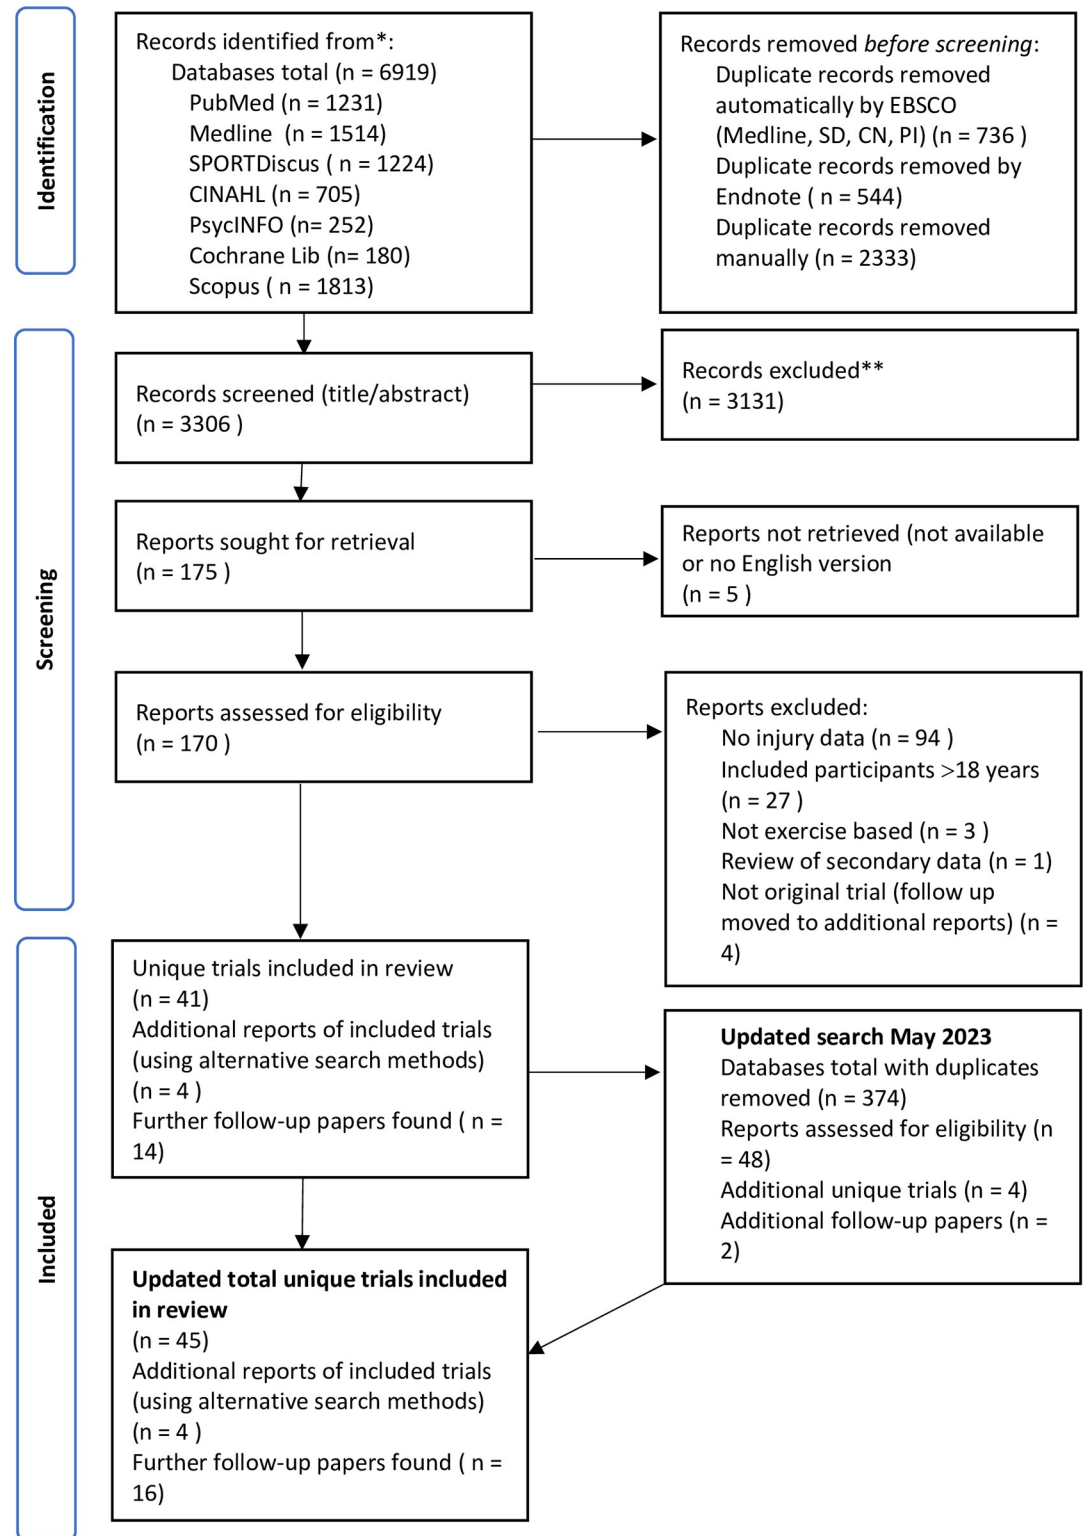 Identification
Records identified from*:
Databases total (n = 6919)
PubMed (n = 1231)
Medline  (n = 1514)
SPORTDiscus ( n = 1224)
CINAHL (n = 705)
PsycINFO (n= 252)
Cochrane Lib (n= 180)
Scopus ( n = 1813)
Records removed before screening:
Duplicate records removed
automatically by EBSCO
(Medline, SD, CN, PI) (n = 736 )
Duplicate records removed by
Endnote ( n = 544)
Duplicate records removed
manually (n = 2333)
Screening
Records screened (title/abstract)
(n = 3306 )
Records excluded**
(n = 3131)
Reports sought for retrieval
(n = 175 )
Reports not retrieved (not available
or no English version
(n = 5 )
Reports assessed for eligibility
(n = 170 )
Reports excluded:
No injury data (n = 94 )
Included participants >18 years
(n = 27 )
Not exercise based (n = 3 )
Review of secondary data (n = 1)
Not original trial (follow up
moved to additional reports) (n =
4)
Included
Unique trials included in review
(n = 41)
Additional reports of included trials
(using alternative search methods)
(n = 4 )
Further follow-up papers found ( n =
14)
Updated search May 2023
Databases total with duplicates
removed (n = 374)
Reports assessed for eligibility (n
= 48)
Additional unique trials (n = 4)
Additional follow-up papers (n =
2)
Updated total unique trials included
in review
(n = 45)
Additional reports of included trials
(using alternative search methods)
(n = 4 )
Further follow-up papers found ( n =
16)